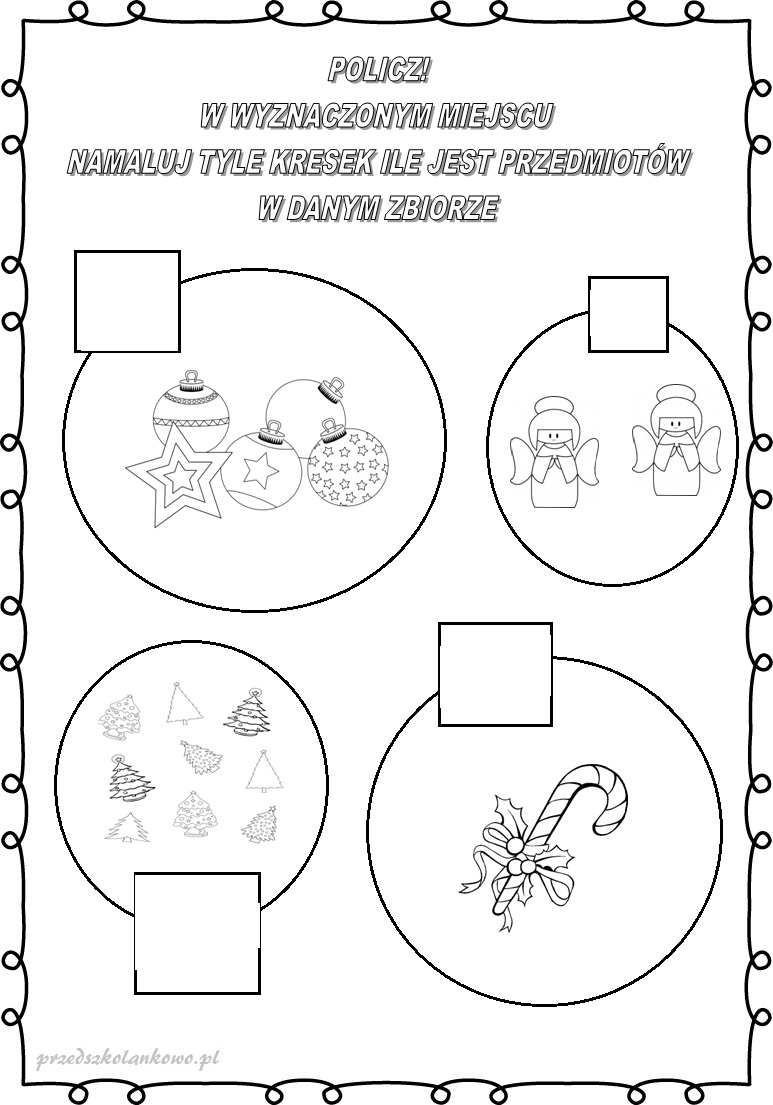 POLICZ!
W WYZNACZONYM MIEJSCU
NAMALUJ TYLE KRESEK ILE JEST PRZEDMIOTÓW
W DANYM ZBIORZE
przedszkolankowo.pl